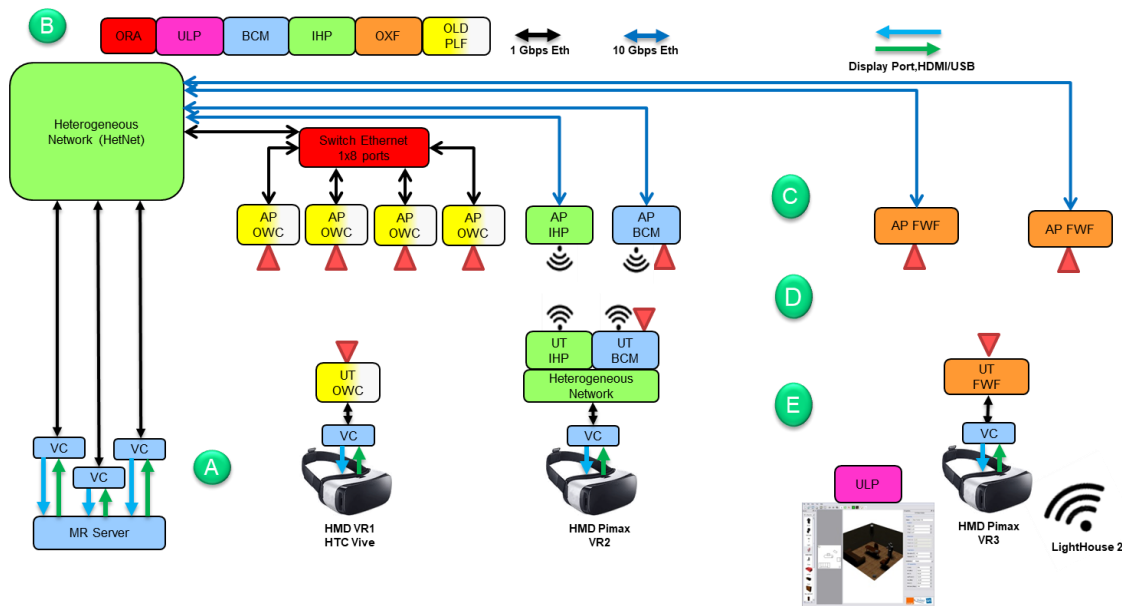 B
ORA
ULP
BCM
IHP
OXF
OLD
PLF
1 Gbps Eth
10 Gbps Eth
Display Port,HDMI/USB
Heterogeneous
Network (HetNet)
Switch Ethernet
1x8 ports
C
AP
OWC
AP
OWC
AP
OWC
AP
OWC
AP
IHP
AP
BCM
AP FWF
AP FWF
D
UT
IHP
UT
BCM
Heterogeneous
Network
UT
OWC
UT
FWF
E
VC
VC
VC
VC
VC
VC
A
MR Server
ULP
HMD VR1
HTC Vive
HMD Pimax
VR2
HMD Pimax
VR3
LightHouse 2